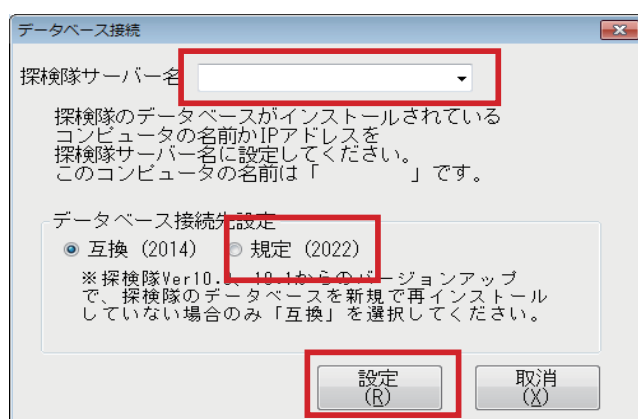 データベース接続
探検隊サーバー名
探検隊のデータベースがインストールされている
コンピュータの名前かIPアドレスを
探検隊サーバー名に設定してください。
このコンピュータの名前は「　　　　　」です。
データベース接続先設定
互換（2014）　規定（2022）
※探検隊Ver10.0、10.1からのバージョンアップ
で、探検隊のデータベースを新規で再インストール
していない場合のみ「互換」を選択してください。
設定　取消
(R)　(X)